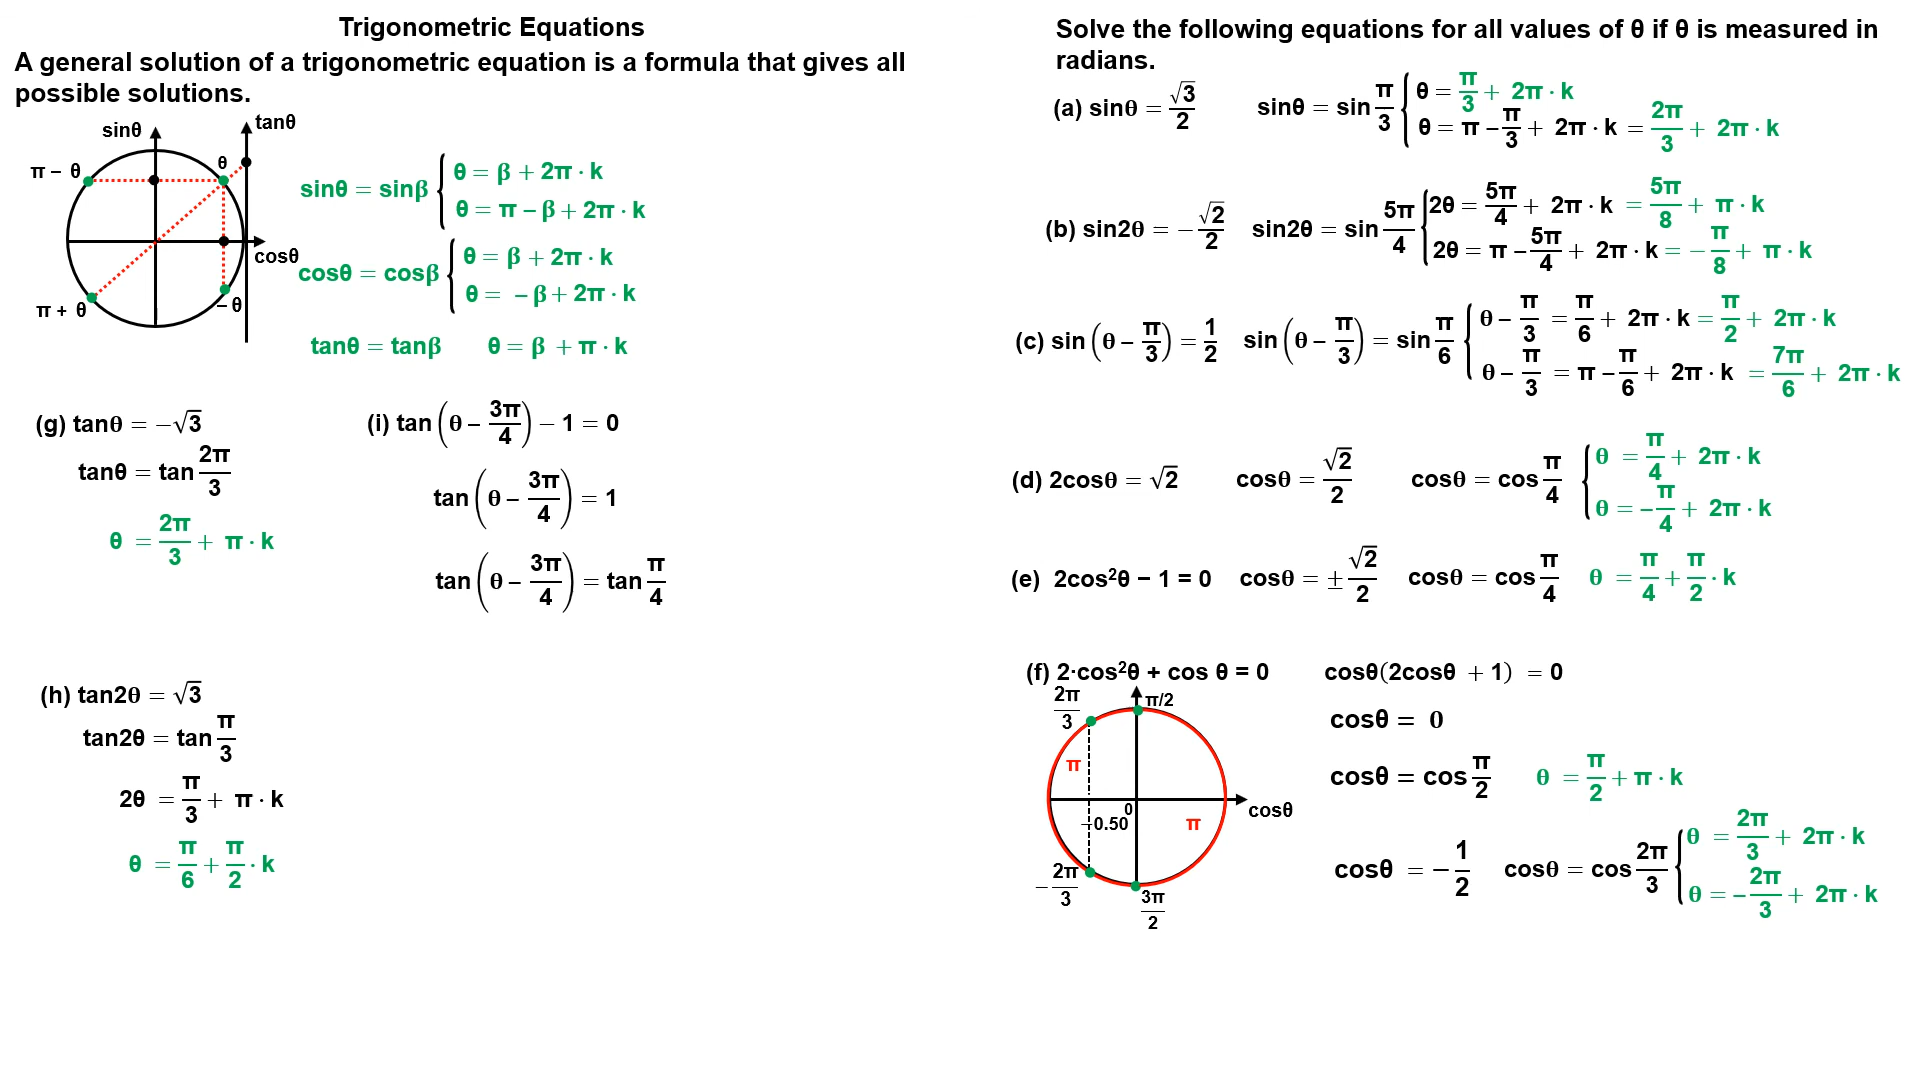 Trigonometric Equations
A general solution of a trigonometric equation is a formula that gives all
possible solutions.
sinθ
tanθ
π – θ
θ
cosθ
π + θ
– θ
sinθ = sinβ { θ = β + 2π · k
θ = π – β + 2π · k
cosθ = cosβ { θ = β + 2π · k
θ = – β + 2π · k
tanθ = tanβ θ = β + π · k
(g) tanθ = −√3
tanθ = tan 2π/3
θ = 2π/3 + π · k
(i) tan (θ – 3π/4) − 1 = 0
tan (θ – 3π/4) = 1
tan (θ – 3π/4) = tan π/4
(h) tan2θ = √3
tan2θ = tan π/3
2θ = π/3 + π · k
θ = π/6 + π/2 · k
Solve the following equations for all values of θ if θ is measured in
radians.
(a) sinθ = √3/2 sinθ = sin π/3 { θ = π/3 + 2π · k
θ = π – π/3 + 2π · k = 2π/3 + 2π · k
(b) sin2θ = − √2/2 sin2θ = sin 5π/4 { 2θ = 5π/4 + 2π · k = 5π/8 + π · k
2θ = π – 5π/4 + 2π · k = − π/8 + π · k
(c) sin (θ – π/3) = 1/2 sin (θ – π/3) = sin π/6 { θ – π/3 = π/6 + 2π · k = π/2 + 2π · k
θ – π/3 = π – π/6 + 2π · k = 7π/6 + 2π · k
(d) 2cosθ = √2 cosθ = √2/2 cosθ = cos π/4 { θ = π/4 + 2π · k
θ = – π/4 + 2π · k
(e) 2cos²θ − 1 = 0 cosθ = ± √2/2 cosθ = cos π/4 θ = π/4 + π/2 · k
(f) 2·cos²θ + cos θ = 0 cosθ(2cosθ + 1) = 0
2π/3
π/2
π
0
−0.50
π
cosθ
− 2π/3
3π/2
cosθ = 0
cosθ = cos π/2 θ = π/2 + π · k
cosθ = − 1/2 cosθ = cos 2π/3 { θ = 2π/3 + 2π · k
θ = – 2π/3 + 2π · k